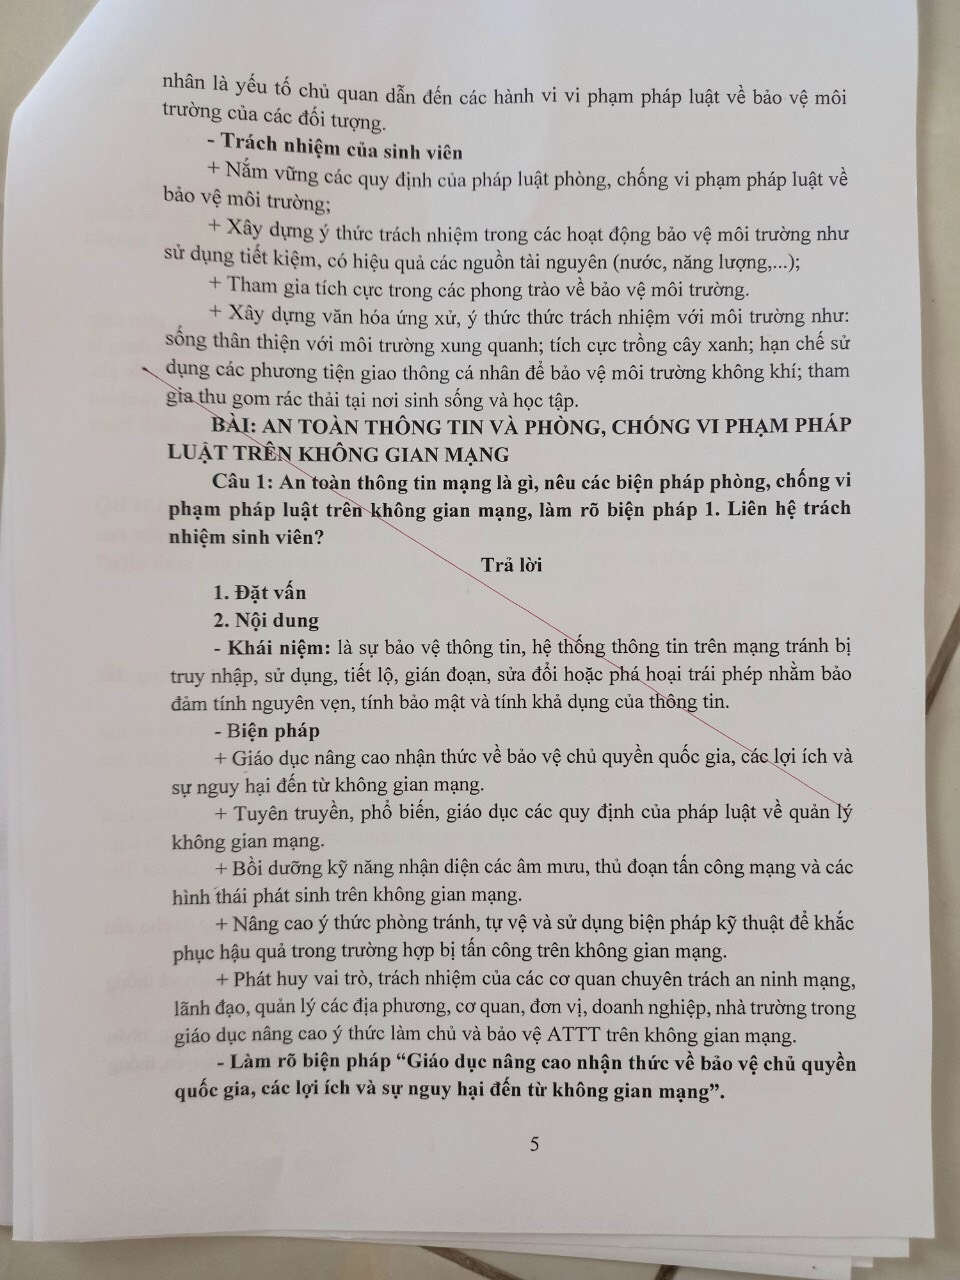 nhân là yếu tố chủ quan dẫn đến các hành vi vi phạm pháp luật về bảo vệ môi
trường của các đối tượng.
- Trách nhiệm của sinh viên
+ Nắm vững các quy định của pháp luật phòng, chống vi phạm pháp luật về
bảo vệ môi trường;
+ Xây dựng ý thức trách nhiệm trong các hoạt động bảo vệ môi trường như
sử dụng tiết kiệm, có hiệu quả các nguồn tài nguyên (nước, năng lượng,...);
+ Tham gia tích cực trong các phong trào về bảo vệ môi trường.
+ Xây dựng văn hóa ứng xử, ý thức thức trách nhiệm với môi trường như:
sống thân thiện với môi trường xung quanh; tích cực trồng cây xanh; hạn chế sử
dụng các phương tiện giao thông cá nhân để bảo vệ môi trường không khí; tham
gia thu gom rác thải tại nơi sinh sống và học tập.
BÀI: AN TOÀN THÔNG TIN VÀ PHÒNG, CHỐNG VI PHẠM PHÁP
LUẬT TRÊN KHÔNG GIAN MẠNG
Câu 1: An toàn thông tin mạng là gì, nêu các biện pháp phòng, chống vi
phạm pháp luật trên không gian mạng, làm rõ biện pháp 1. Liên hệ trách
nhiệm sinh viên?
Trả lời
1. Đặt vấn
2. Nội dung
- Khái niệm: là sự bảo vệ thông tin, hệ thống thông tin trên mạng tránh bị
truy nhập, sử dụng, tiết lộ, gián đoạn, sửa đổi hoặc phá hoại trái phép nhằm bảo
đảm tính nguyên vẹn, tính bảo mật và tính khả dụng của thông tin.
- Biện pháp
+ Giáo dục nâng cao nhận thức về bảo vệ chủ quyền quốc gia, các lợi ích và
sự nguy hại đến từ không gian mạng.
+ Tuyên truyền, phổ biến, giáo dục các quy định của pháp luật về quản lý
không gian mạng.
+ Bồi dưỡng kỹ năng nhận diện các âm mưu, thủ đoạn tấn công mạng và các
hình thái phát sinh trên không gian mạng.
+ Nâng cao ý thức phòng tránh, tự vệ và sử dụng biện pháp kỹ thuật để khắc
phục hậu quả trong trường hợp bị tấn công trên không gian mạng.
+ Phát huy vai trò, trách nhiệm của các cơ quan chuyên trách an ninh mạng,
lãnh đạo, quản lý các địa phương, cơ quan, đơn vị, doanh nghiệp, nhà trường trong
giáo dục nâng cao ý thức làm chủ và bảo vệ ATTT trên không gian mạng.
- Làm rõ biện pháp “Giáo dục nâng cao nhận thức về bảo vệ chủ quyền
quốc gia, các lợi ích và sự nguy hại đến từ không gian mạng”.
5